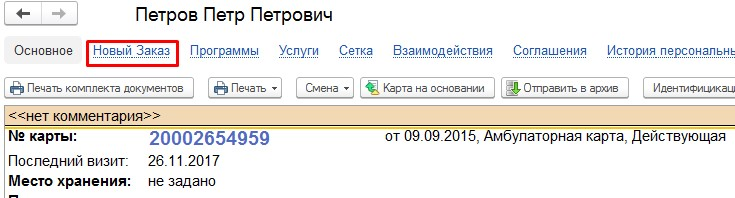 Петров Петр Петрович
Основное Новый Заказ Программы Услуги Сетка Взаимодействия Соглашения История персональны
Печать комплекта документов Печать Смена Карта на основании Отправить в архив Идентификац
<<нет комментария>>
№ карты: 20002654959 от 09.09.2015, Амбулаторная карта, Действующая
Последний визит: 26.11.2017
Место хранения: не задано